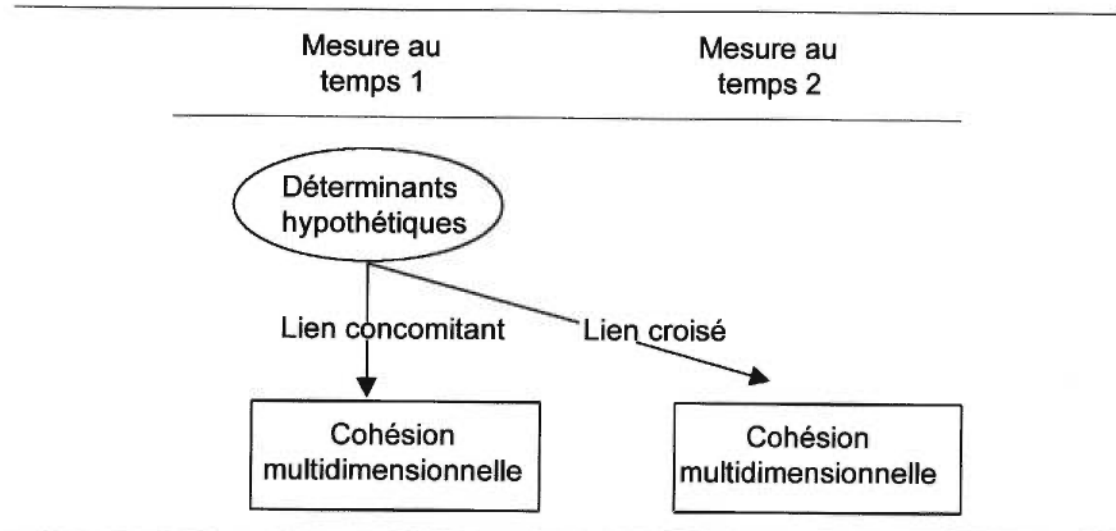 Mesure au
temps 1
Mesure au
temps 2
Déterminants
hypothétiques
Lien concomitant
Lien croisé
Cohésion
multidimensionnelle
Cohésion
multidimensionnelle